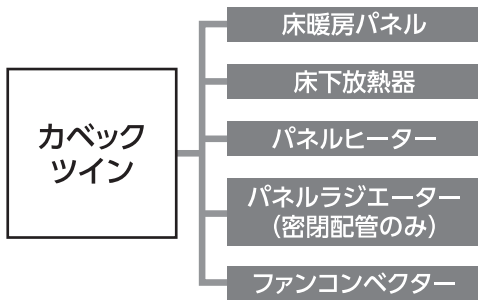 カベック
ツイン
床暖房パネル
床下放熱器
パネルヒーター
パネルラジエーター
（密閉配管のみ）
ファンコンベクター